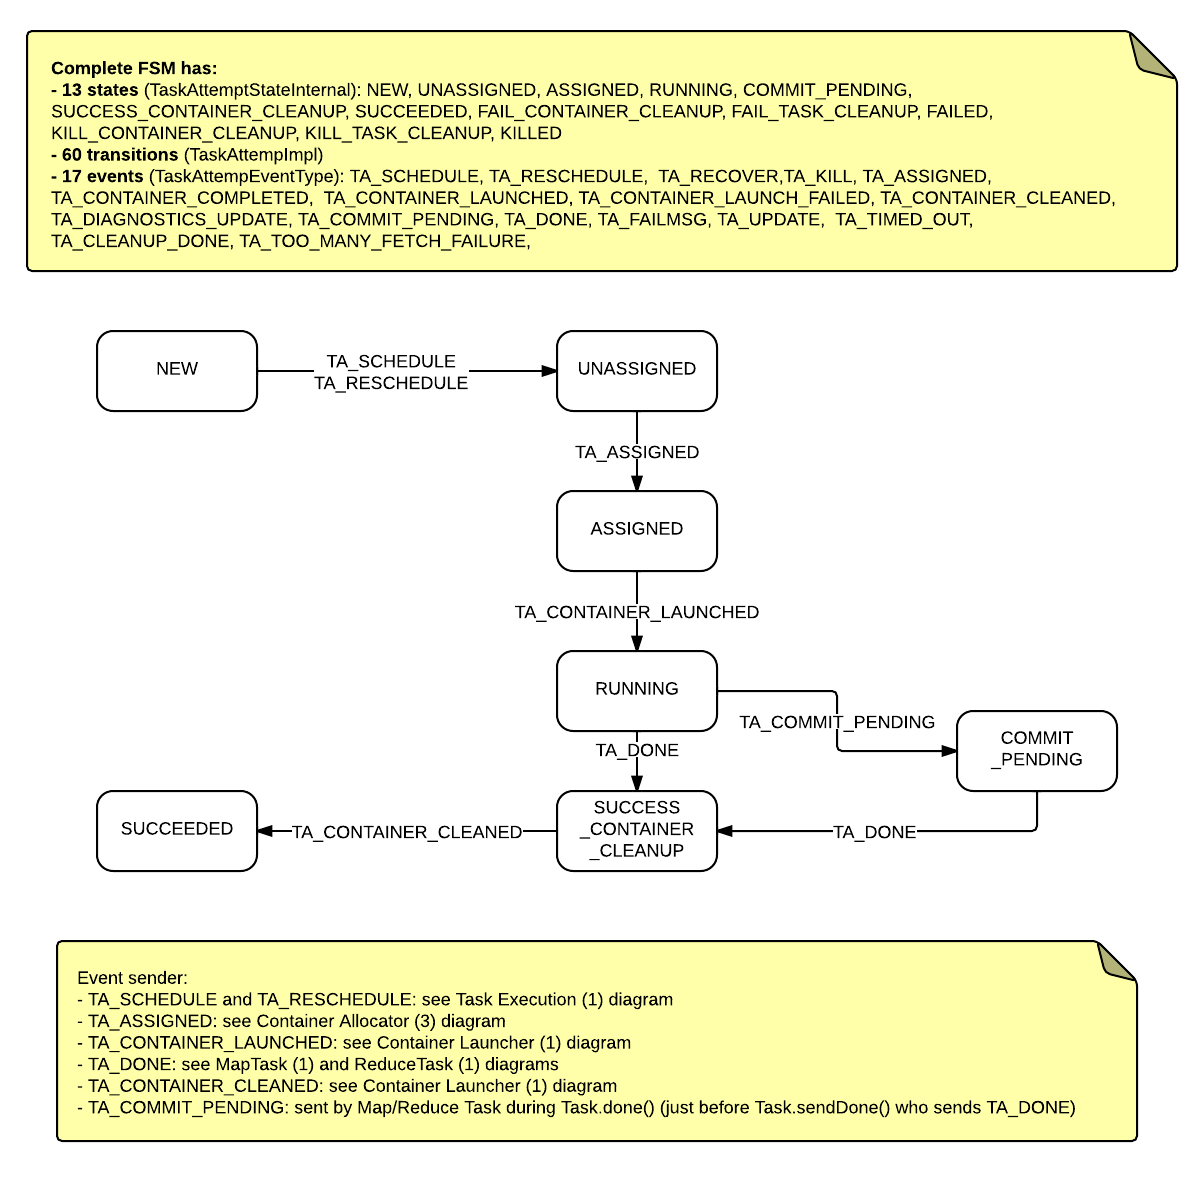 Complete FSM has:
- 13 states (TaskAttemptStateInternal): NEW, UNASSIGNED, ASSIGNED, RUNNING, COMMIT_PENDING,
SUCCESS_CONTAINER_CLEANUP, SUCCEEDED, FAIL_CONTAINER_CLEANUP, FAIL_TASK_CLEANUP, FAILED,
KILL_CONTAINER_CLEANUP, KILL_TASK_CLEANUP, KILLED
- 60 transitions (TaskAttempImpl)
- 17 events (TaskAttempEventType): TA_SCHEDULE, TA_RESCHEDULE,  TA_RECOVER,TA_KILL, TA_ASSIGNED,
TA_CONTAINER_COMPLETED,  TA_CONTAINER_LAUNCHED, TA_CONTAINER_LAUNCH_FAILED, TA_CONTAINER_CLEANED,
TA_DIAGNOSTICS_UPDATE, TA_COMMIT_PENDING, TA_DONE, TA_FAILMSG, TA_UPDATE,  TA_TIMED_OUT,
TA_CLEANUP_DONE, TA_TOO_MANY_FETCH_FAILURE,
NEW
TA_SCHEDULE
TA_RESCHEDULE
UNASSIGNED
TA_ASSIGNED
ASSIGNED
TA_CONTAINER_LAUNCHED
RUNNING
TA_COMMIT_PENDING
COMMIT
_PENDING
TA_DONE
SUCCEEDED
TA_CONTAINER_CLEANED
SUCCESS
_CONTAINER
_CLEANUP
TA_DONE
Event sender:
- TA_SCHEDULE and TA_RESCHEDULE: see Task Execution (1) diagram
- TA_ASSIGNED: see Container Allocator (3) diagram
- TA_CONTAINER_LAUNCHED: see Container Launcher (1) diagram
- TA_DONE: see MapTask (1) and ReduceTask (1) diagrams
- TA_CONTAINER_CLEANED: see Container Launcher (1) diagram
- TA_COMMIT_PENDING: sent by Map/Reduce Task during Task.done() (just before Task.sendDone() who sends TA_DONE)